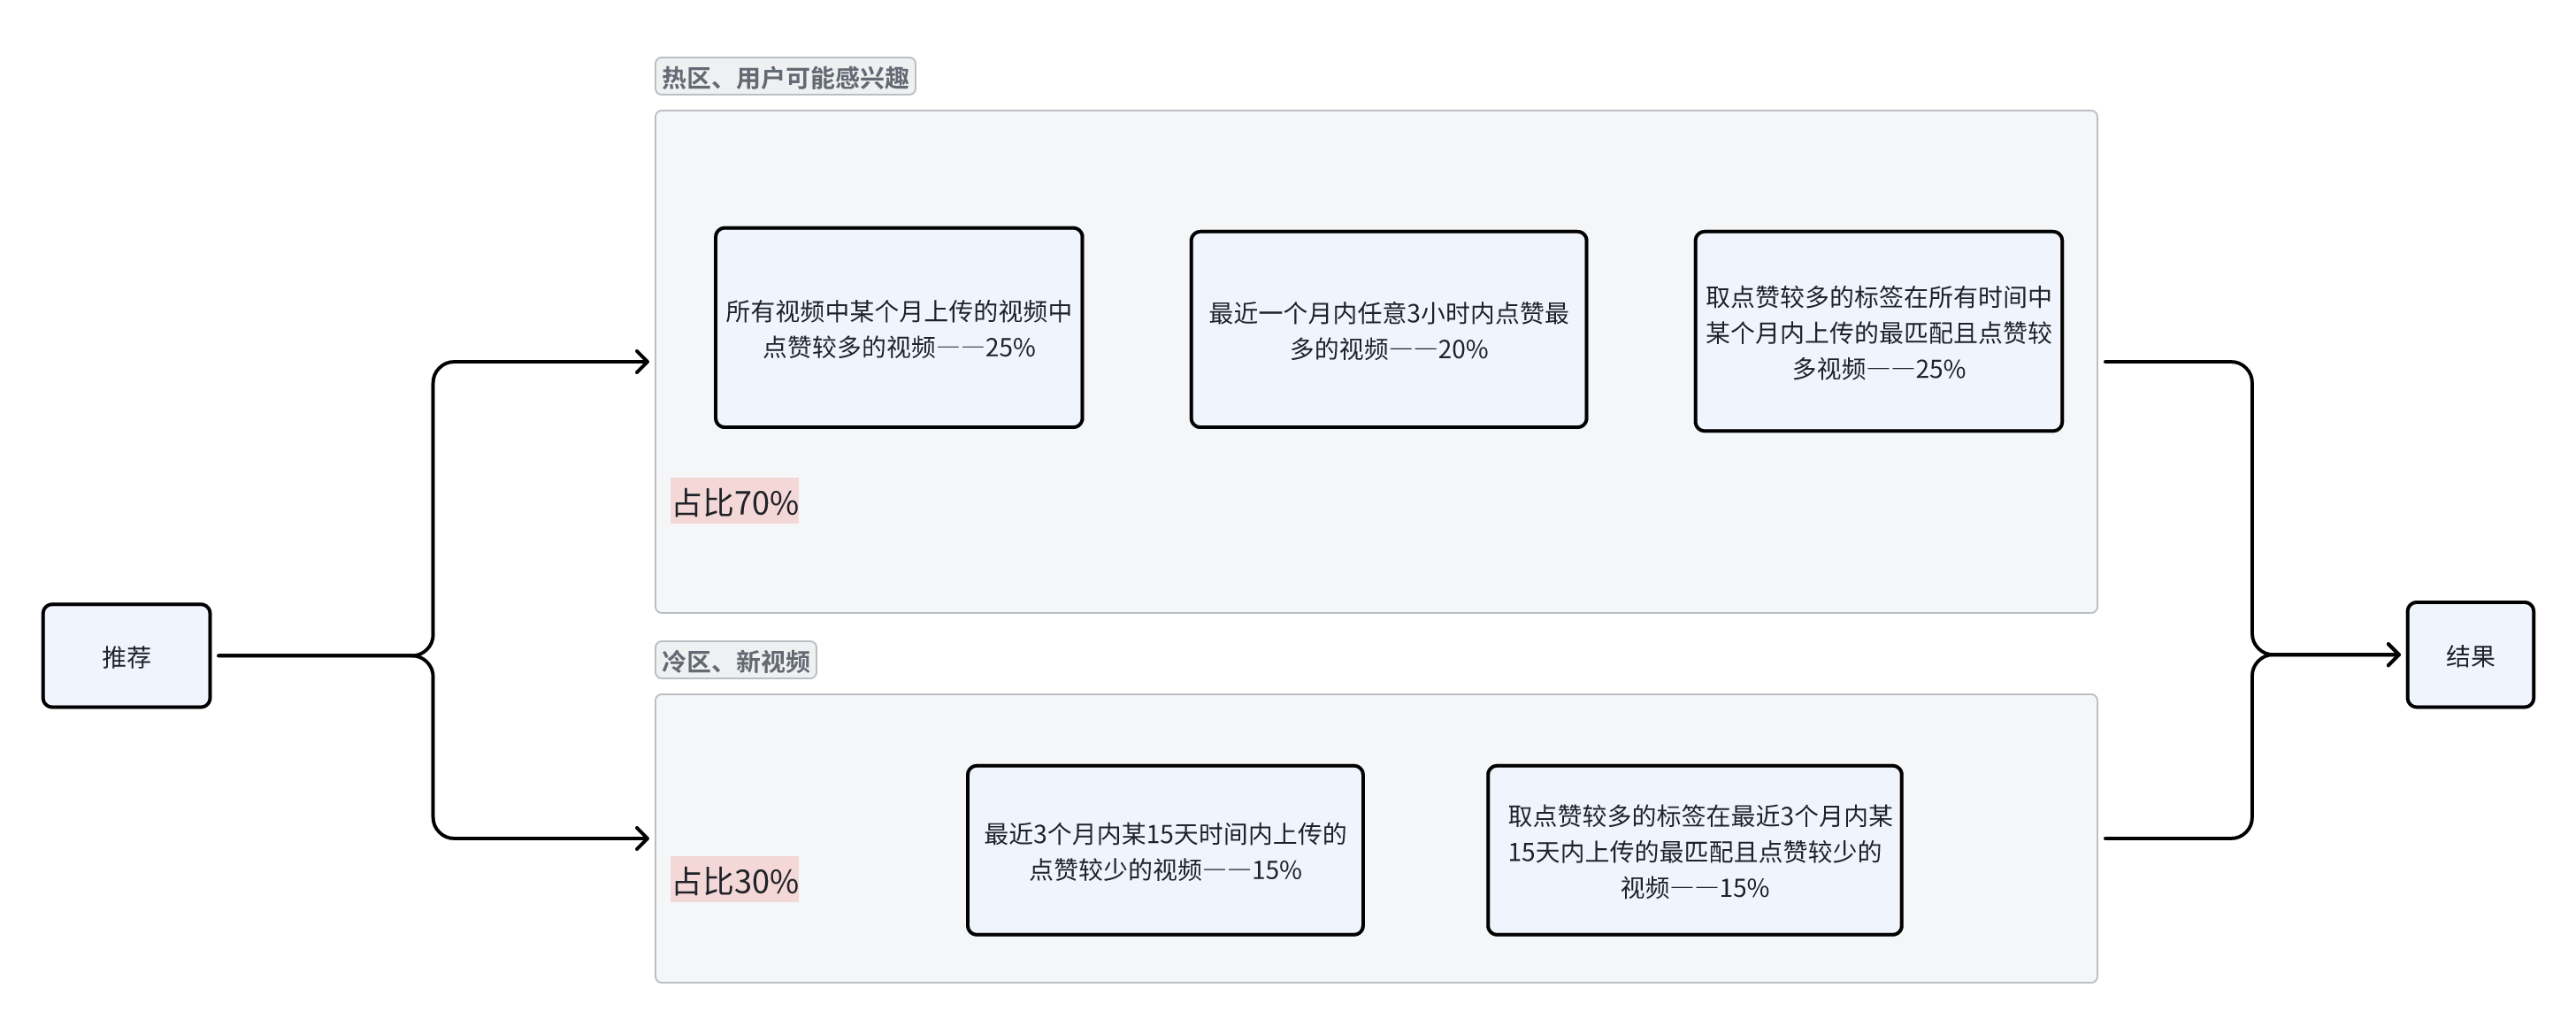 热区、用户可能感兴趣
所有视频中某个月上传的视频中
点赞较多的视频——25%
最近一个月内任意3小时内点赞最
多的视频——20%
取点赞较多的标签在所有时间中
某个月内上传的最匹配且点赞较
多视频——25%
占比70%
推荐
结果
冷区、新视频
最近3个月内某15天时间内上传的
点赞较少的视频——15%
取点赞较多的标签在最近3个月内某
15天内上传的最匹配且点赞较少的
视频——15%
占比30%